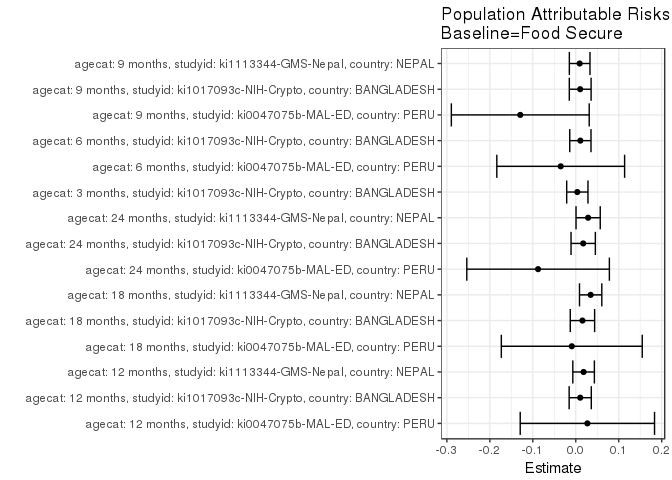 Population Attributable Risks
Baseline=Food Secure
agecat: 9 months, studyid: ki1113344-GMS-Nepal, country: NEPAL
agecat: 9 months, studyid: ki1017093c-NIH-Crypto, country: BANGLADESH
agecat: 9 months, studyid: ki0047075b-MAL-ED, country: PERU
agecat: 6 months, studyid: ki1017093c-NIH-Crypto, country: BANGLADESH
agecat: 6 months, studyid: ki0047075b-MAL-ED, country: PERU
agecat: 3 months, studyid: ki1017093c-NIH-Crypto, country: BANGLADESH
agecat: 24 months, studyid: ki1113344-GMS-Nepal, country: NEPAL
agecat: 24 months, studyid: ki1017093c-NIH-Crypto, country: BANGLADESH
agecat: 24 months, studyid: ki0047075b-MAL-ED, country: PERU
agecat: 18 months, studyid: ki1113344-GMS-Nepal, country: NEPAL
agecat: 18 months, studyid: ki1017093c-NIH-Crypto, country: BANGLADESH
agecat: 18 months, studyid: ki0047075b-MAL-ED, country: PERU
agecat: 12 months, studyid: ki1113344-GMS-Nepal, country: NEPAL
agecat: 12 months, studyid: ki1017093c-NIH-Crypto, country: BANGLADESH
agecat: 12 months, studyid: ki0047075b-MAL-ED, country: PERU
-0.3 -0.2 -0.1 0.0 0.1 0.2
Estimate